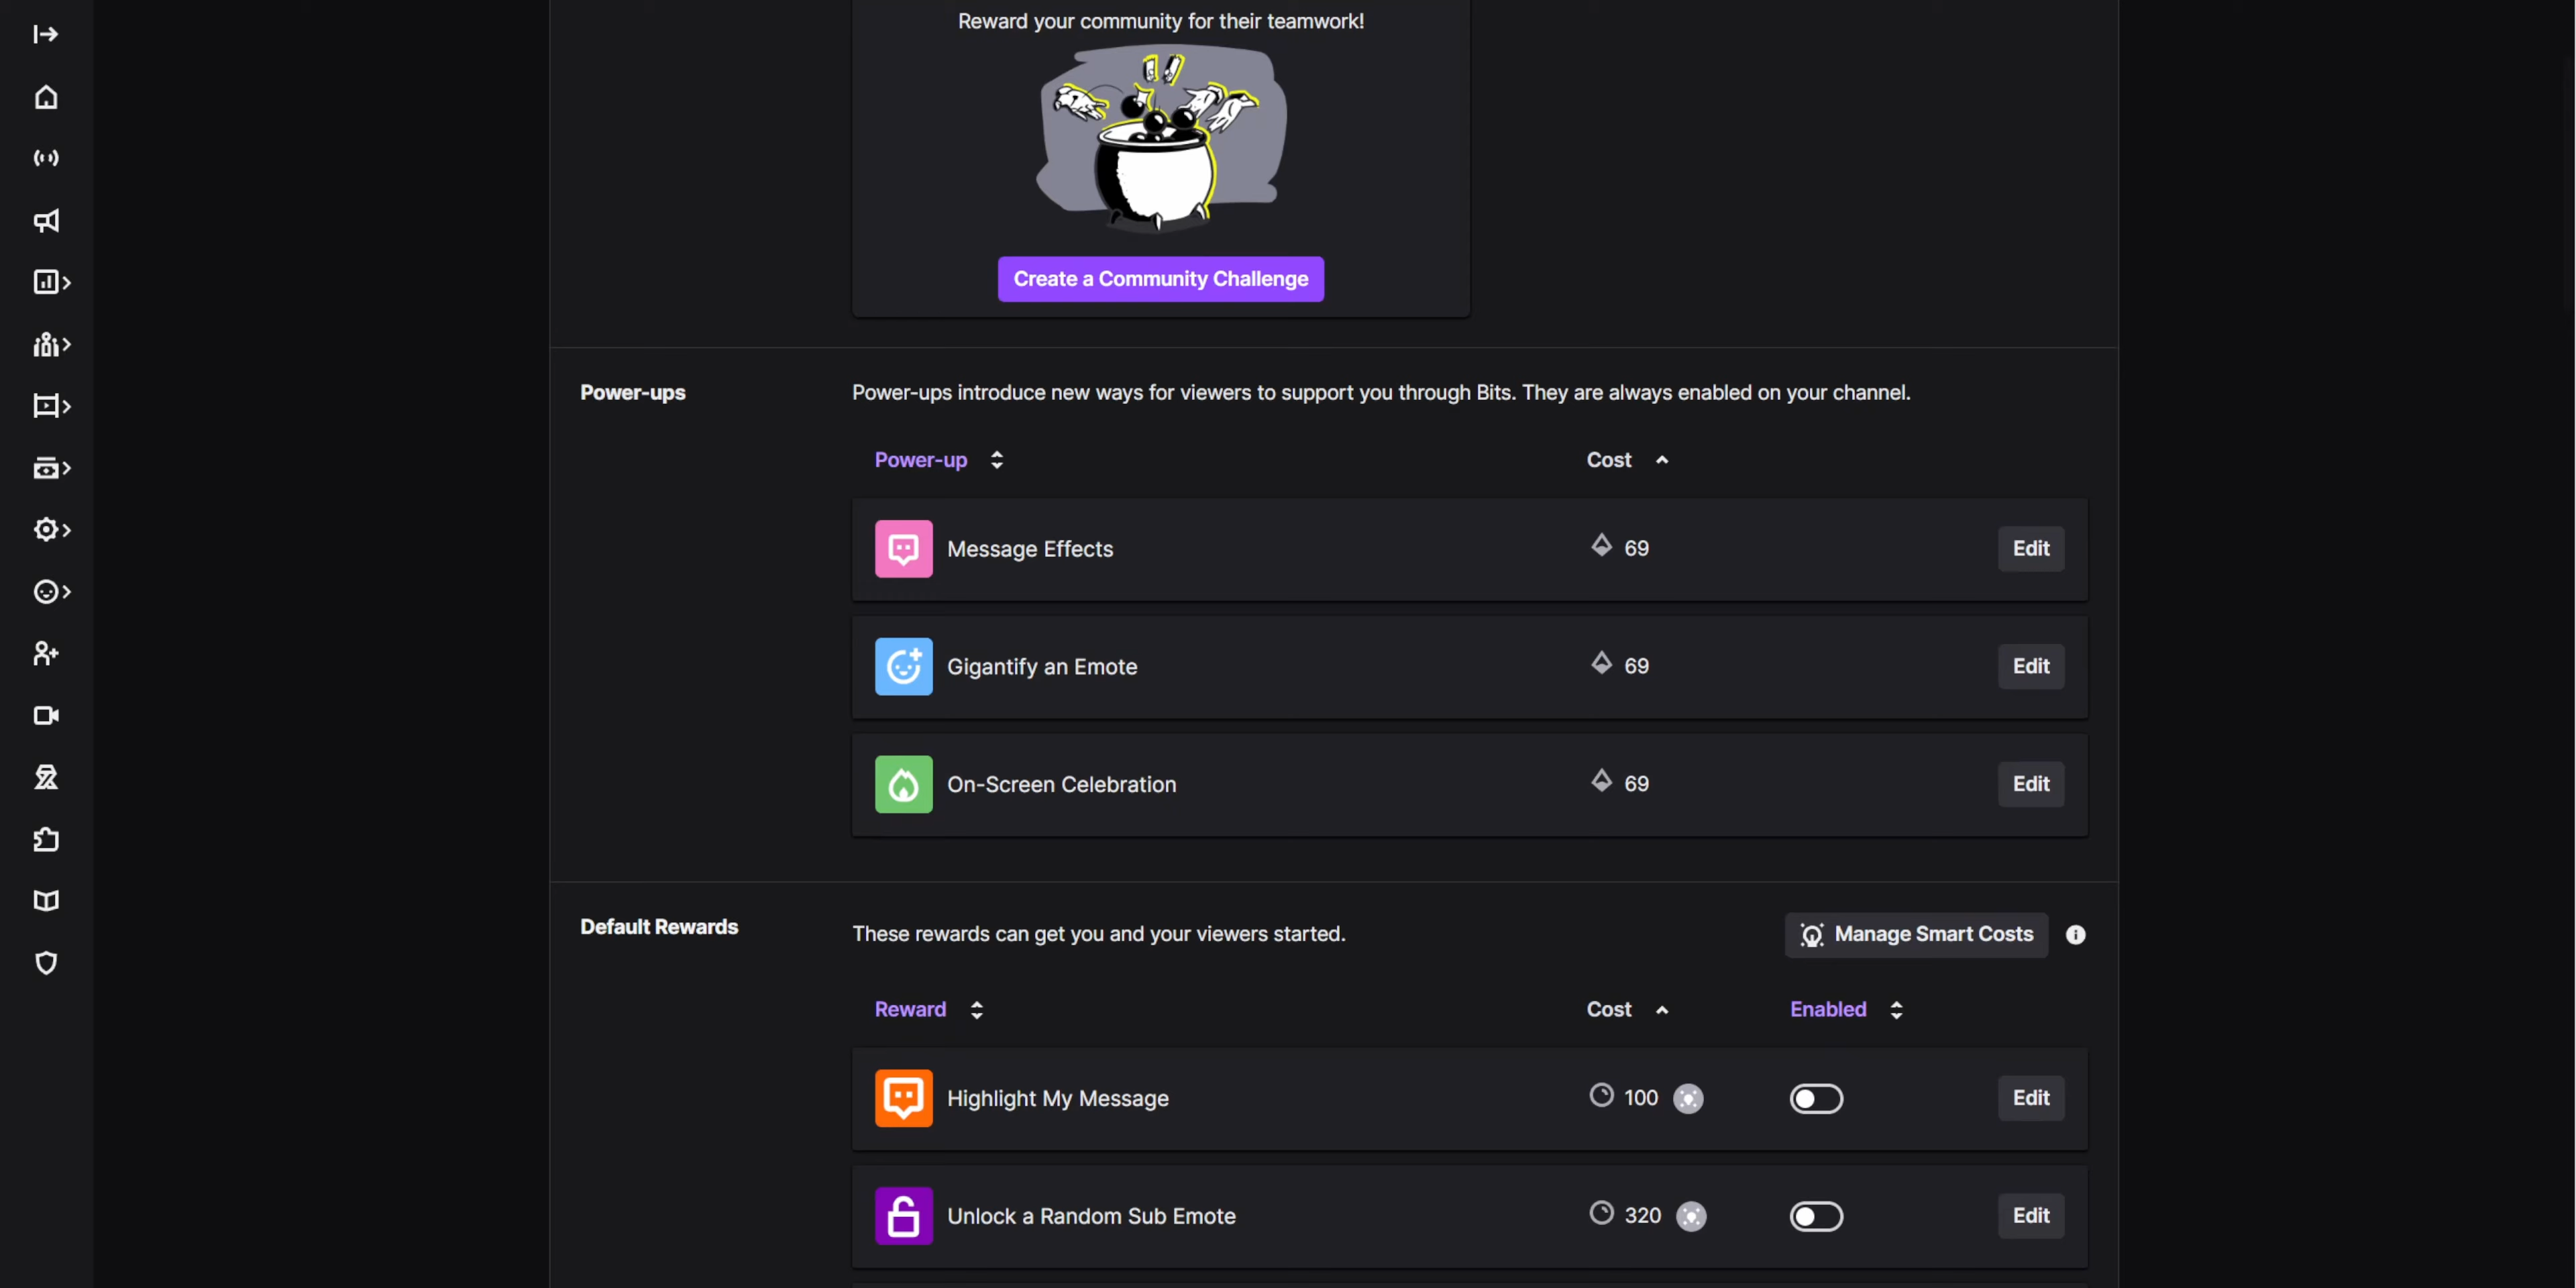 Reward your community for their teamwork!
Create a Community Challenge
Power-ups
Power-ups introduce new ways for viewers to support you through Bits. They are always enabled on your channel.
Power-up Cost
Message Effects 69 Edit
Gigantify an Emote 69 Edit
On-Screen Celebration 69 Edit
Default Rewards
These rewards can get you and your viewers started. Manage Smart Costs
Reward Cost Enabled
Highlight My Message 100 Edit
Unlock a Random Sub Emote 320 Edit